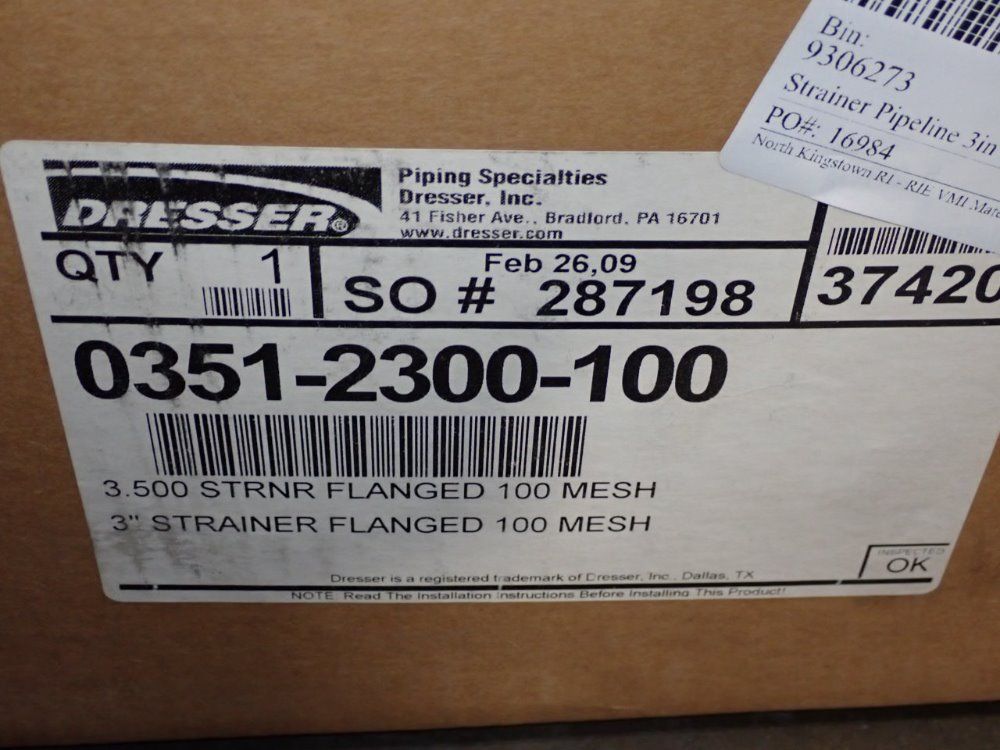 Bin:
9306273
Strainer Pipeline 3in
PO#: 16984
North Kingstown RI - RIE VMI
DRESSER®
Piping Specialties
Dresser, Inc.
41 Fisher Ave., Bradford, PA 16701
www.dresser.com
QTY 1
Feb 26,09
SO # 287198
37420
0351-2300-100
3.500 STRNR FLANGED 100 MESH
3" STRAINER FLANGED 100 MESH
INSPECTED
OK
Dresser is a registered trademark of Dresser, Inc., Dallas, TX
NOTE: Read The Installation Instructions Before Installing This Product!